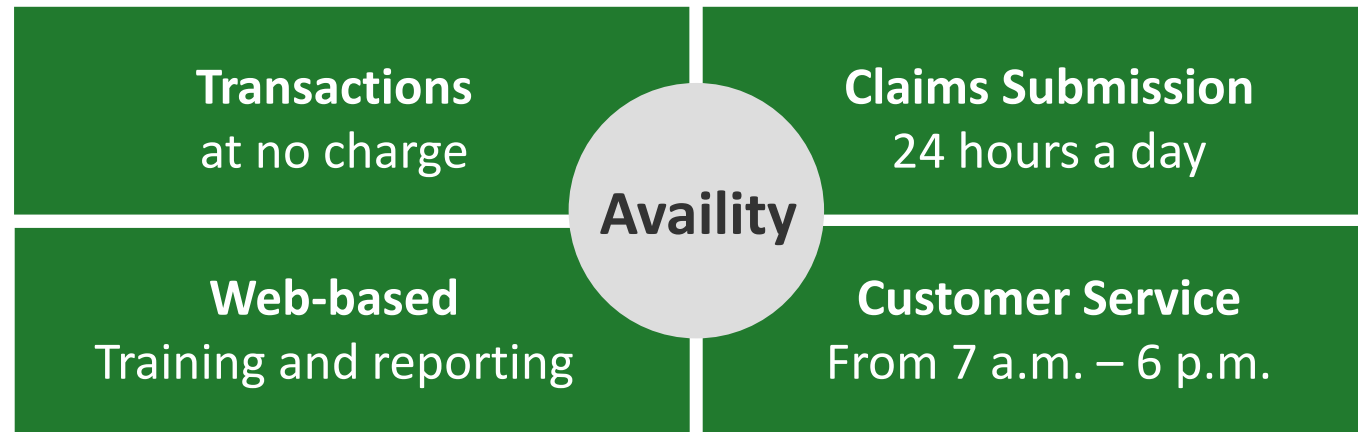 Transactions
at no charge
Claims Submission
24 hours a day
Availity
Web-based
Training and reporting
Customer Service
From 7 a.m. – 6 p.m.